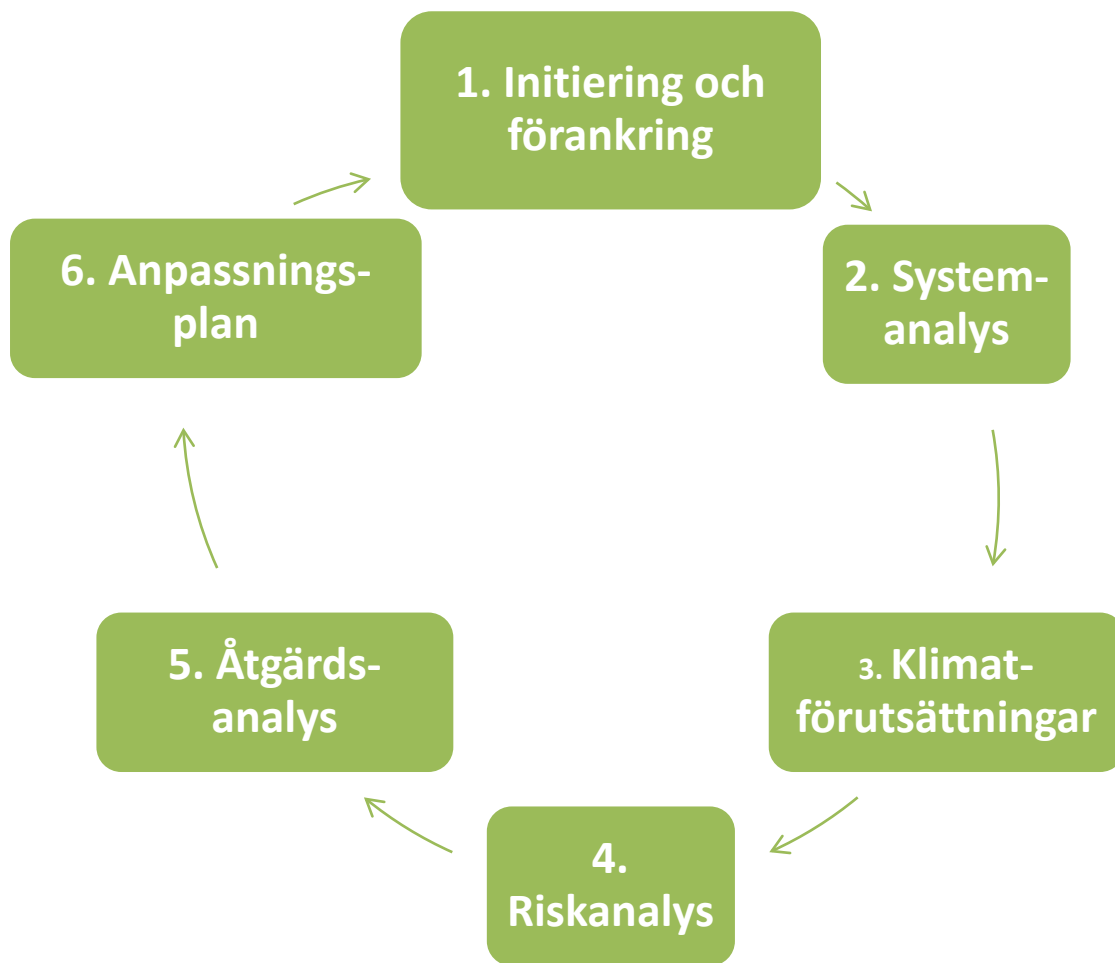 1. Initiering och
förankring
2. System-
analys
3. Klimat-
förutsättningar
4.
Riskanalys
5. Åtgärds-
analys
6. Anpassnings-
plan